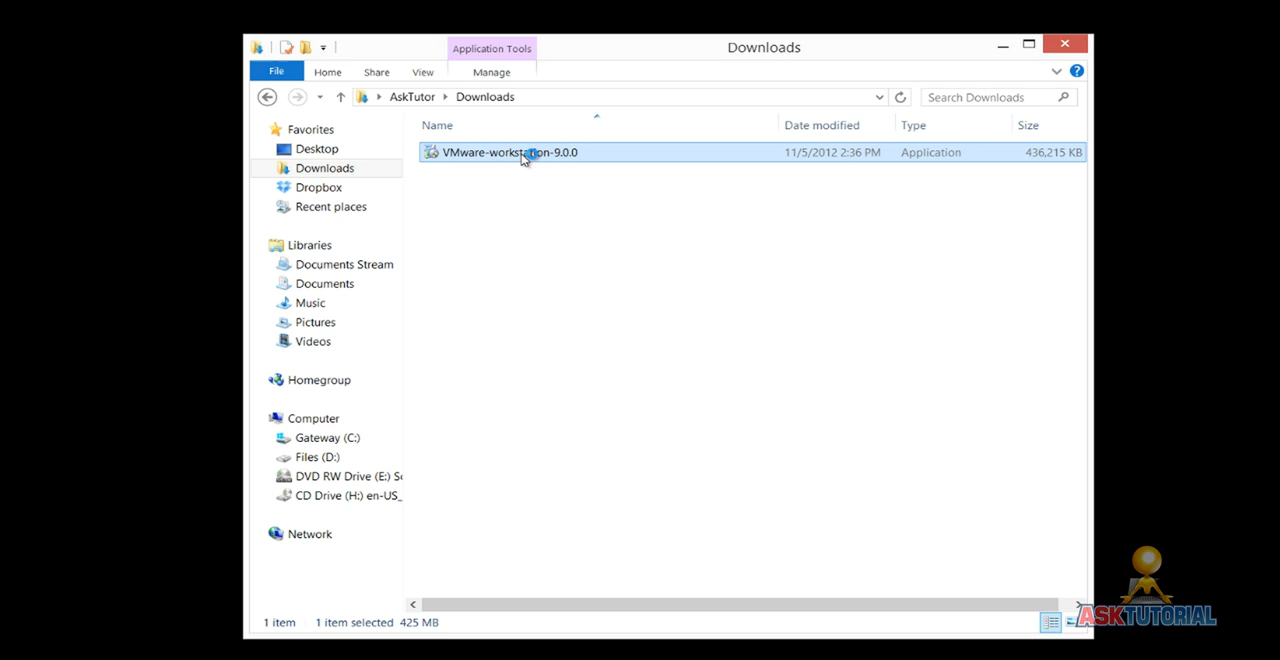 Application Tools
Downloads
File
Home
Share
View
Manage
AskTutor
Downloads
Search Downloads
Favorites
Desktop
Downloads
Dropbox
Recent places
Libraries
Documents Stream
Documents
Music
Pictures
Videos
Homegroup
Computer
Gateway (C:)
Files (D:)
DVD RW Drive (E:) Sc
CD Drive (H:) en-US_
Network
Name
Date modified
Type
Size
VMware-workstation-9.0.0
11/5/2012 2:36 PM
Application
436,215 KB
1 item
1 item selected 425 MB
ASKTUTORIAL